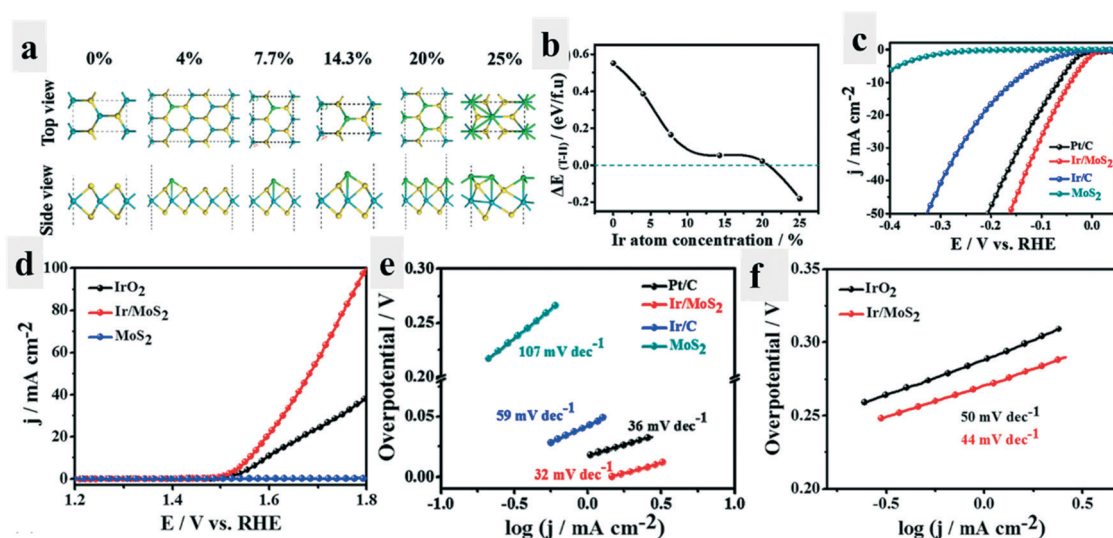 a
0% 4% 7.7% 14.3% 20% 25%
Top view
Side view
b
ΔE (T-H) / (eV/f.u)
0.6
0.4
0.2
0.0
-0.2
0 5 10 15 20 25
Ir atom concentration / %
c
j / mA cm-2
0
-10
-20
-30
-40
-50
Pt/C
Ir/MoS2
Ir/C
MoS2
-0.4 -0.3 -0.2 -0.1 0.0
E / V vs. RHE
d
j / mA cm-2
100
80
60
40
20
0
IrO2
Ir/MoS2
MoS2
1.2 1.4 1.6 1.8
E / V vs. RHE
e
Overpotential / V
0.30
0.25
0.20
0.05
0.00
Pt/C
Ir/MoS2
Ir/C
MoS2
107 mV dec-1
59 mV dec-1
36 mV dec-1
32 mV dec-1
-1.0 -0.5 0.0 0.5 1.0
log (j / mA cm-2)
f
Overpotential / V
0.35
0.30
0.25
0.20
IrO2
Ir/MoS2
50 mV dec-1
44 mV dec-1
-0.5 0.0 0.5
log (j / mA cm-2)